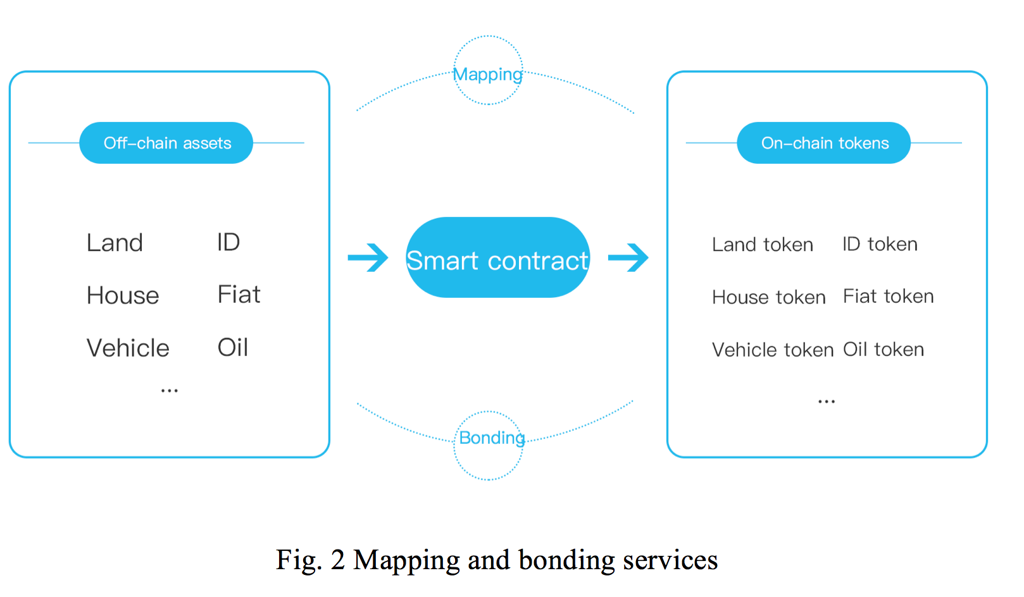 Mapping
Off-chain assets
On-chain tokens
Land ID
House Fiat
Vehicle Oil
...
Smart contract
Land token ID token
House token Fiat token
Vehicle token Oil token
...
Bonding
Fig. 2 Mapping and bonding services